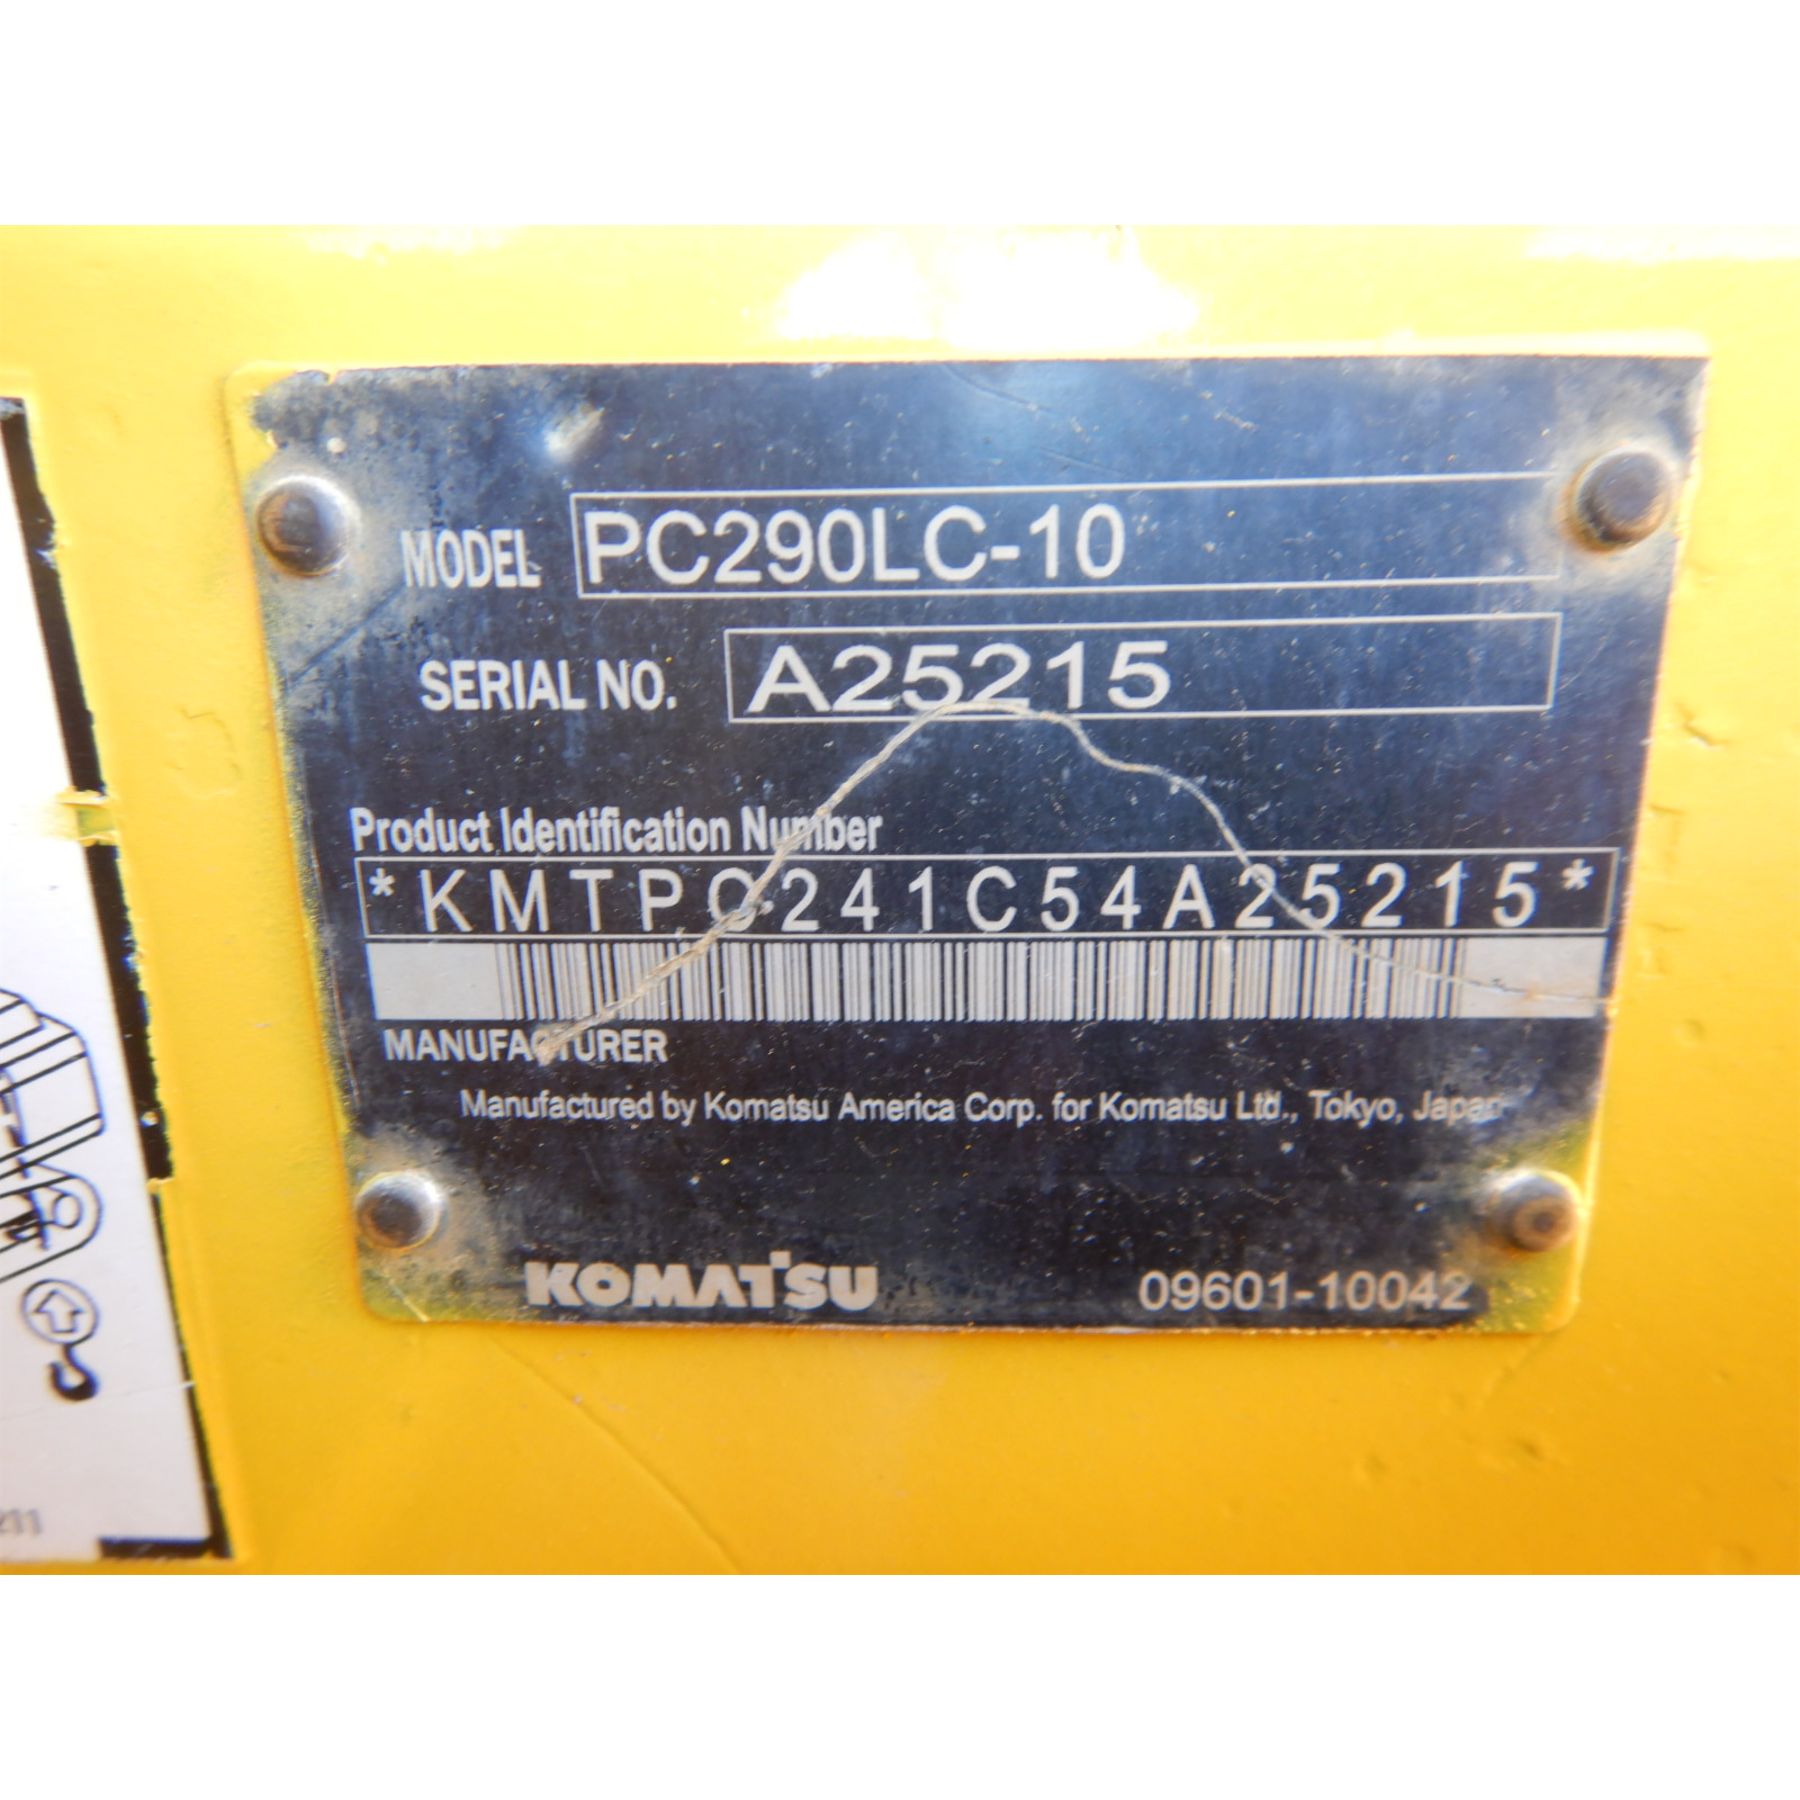 MODEL PC290LC-10
SERIAL NO. A25215
Product Identification Number
*KMTPC241C54A25215*
MANUFACTURER
Manufactured by Komatsu America Corp. for Komatsu Ltd., Tokyo, Japan
KOMATSU 09601-10042